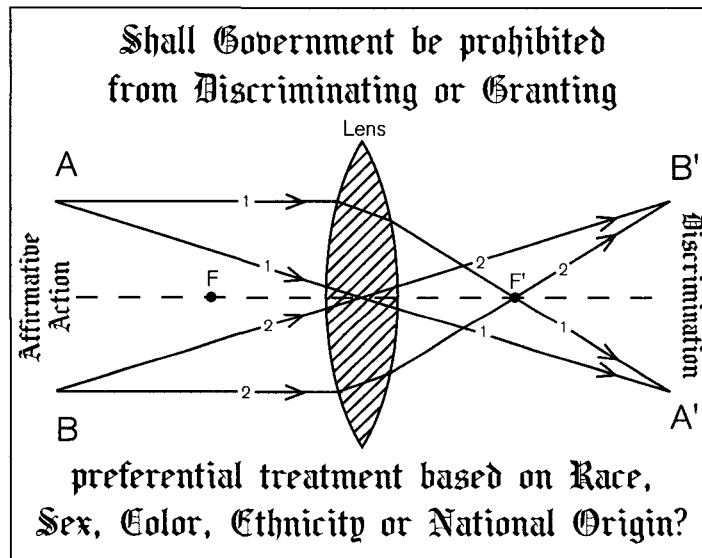 Shall Government be prohibited
from Discriminating or Granting
Lens
A
B'
1
1
2
F
F'
2
2
1
1
2
Affirmative
Action
Discrimination
B
A'
preferential treatment based on Race,
Sex, Color, Ethnicity or National Origin?